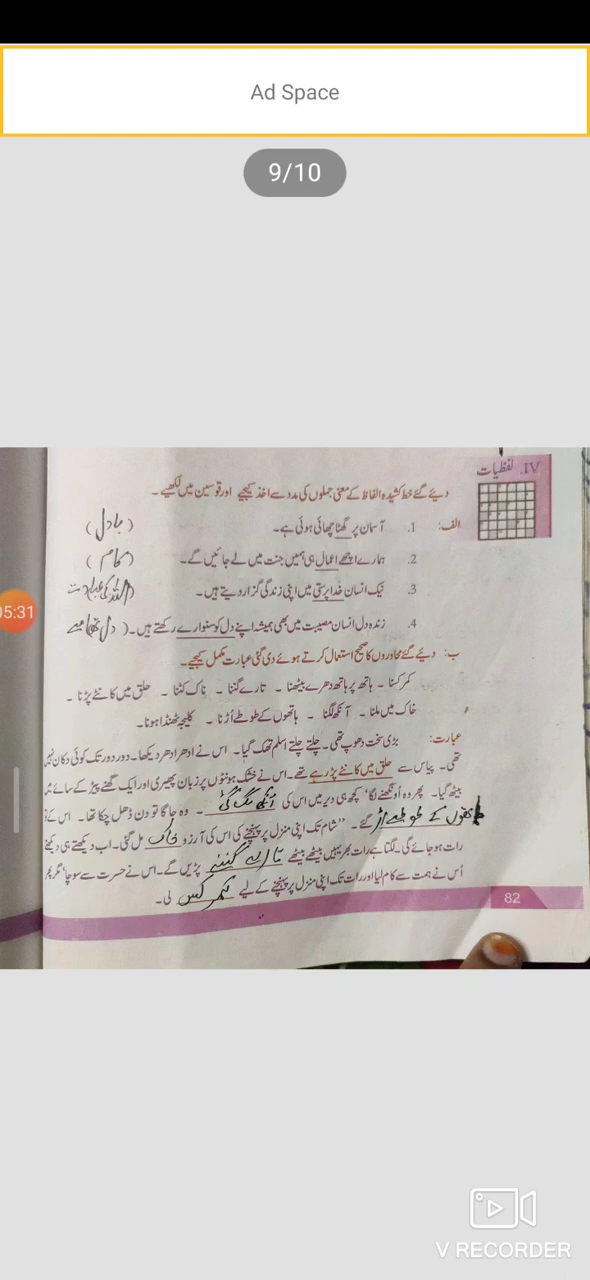 Ad Space
9/10
IV. لفظیات
دیئے گئے خط کشیدہ الفاظ کے معنی جملوں کی مدد سے اخذ کیجیے اور قوسین میں لکھیے۔
الف: 1. آسمان پر گھٹا چھائی ہوئی ہے۔ (بادل)
2. ہمارے اچھے اعمال ہی ہمیں جنت میں لے جائیں گے۔ (کام)
3. نیک انسان خدا پرستی میں اپنی زندگی گزار دیتے ہیں۔ (اللہ کی عبادت
05:31
4. زندہ دل انسان مصیبت میں بھی ہمیشہ اپنے دل کو سنوارے رکھتے ہیں۔ ( دل
ب: دیئے گئے محاوروں کا صحیح استعمال کرتے ہوئے دی گئی عبارت مکمل کیجیے۔
کمر کسنا ۔ ہاتھ پر ہاتھ دھرے بیٹھنا ۔ تارے گننا ۔ ناک کٹنا ۔ حلق میں کانٹے پڑنا ۔
خاک میں ملنا ۔ آنکھ لگنا ۔ ہاتھوں کے طوطے اُڑنا ۔ کلیجہ ٹھنڈا ہونا۔
عبارت: بڑی سخت دھوپ تھی۔ چلتے چلتے اسلم تھک گیا۔ اس نے ادھر ادھر دیکھا۔ دور دور تک کوئی دکان نہیں
تھی۔ پیاس سے حلق میں کانٹے پڑ رہے تھے۔ اس نے خشک ہونٹوں پر زبان پھیری اور ایک گھنے پیڑ کے سائے میں
بیٹھ گیا۔ پھر وہ اُونگھنے لگا‘ کچھ ہی دیر میں اس کی آنکھ لگ گئی ۔ وہ جاگا تو دن ڈھل چکا تھا۔ اس کے
ہاتھوں کے طوطے اڑ گئے۔ ”شام تک اپنی منزل پر پہنچنے کی اس کی آرزو خاک مل گئی۔ اب دیکھتے ہی دیکھتے
رات ہو جائے گی۔ لگتا ہے رات بھر یہیں بیٹھے بیٹھے تارے گننے پڑیں گے۔ اس نے حسرت سے سوچا‘ مگر پھر
اُس نے ہمت سے کام لیا اور رات تک اپنی منزل پر پہنچنے کے لیے کمر کس لی۔
82
V RECORDER